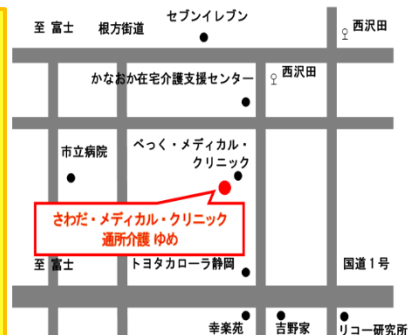 セブンイレブン
至 富士
根方街道
西沢田
かなおか在宅介護支援センター
西沢田
市立病院
べっく・メディカル・
クリニック
さわだ・メディカル・クリニック
通所介護 ゆめ
至 富士
トヨタカローラ静岡
国道1号
幸楽苑
吉野家
リコー研究所